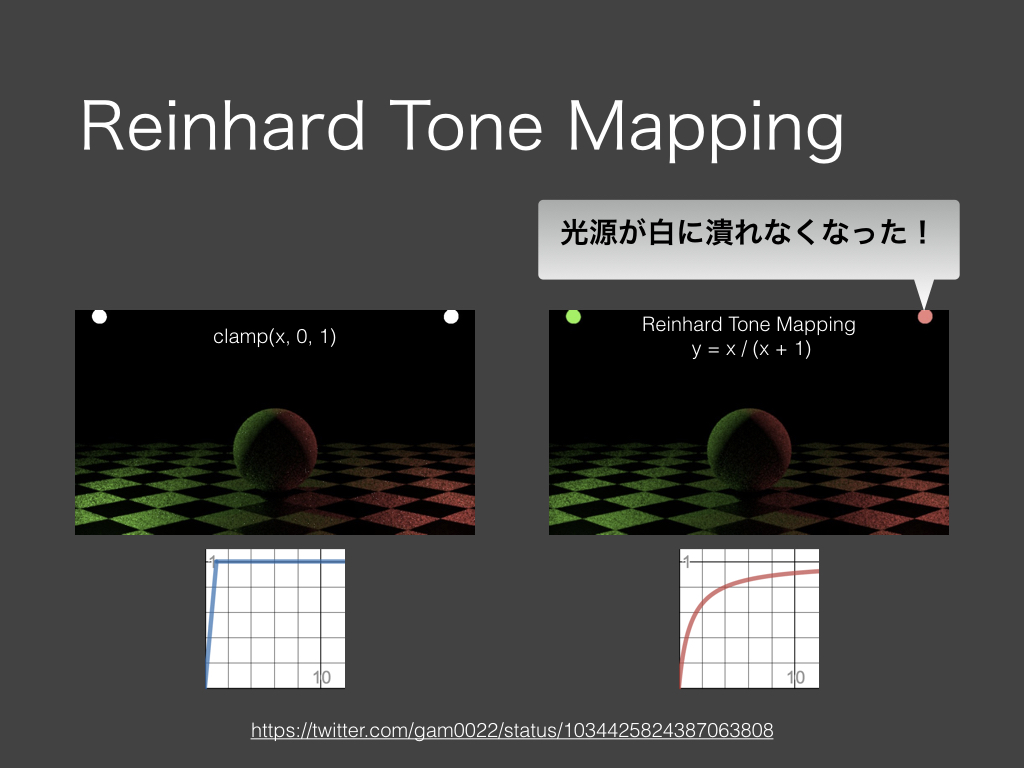 Reinhard Tone Mapping
光源が白に潰れなくなった！
clamp(x, 0, 1)
Reinhard Tone Mapping
y = x / (x + 1)
1
10
1
10
https://twitter.com/gam0022/status/1034425824387063808